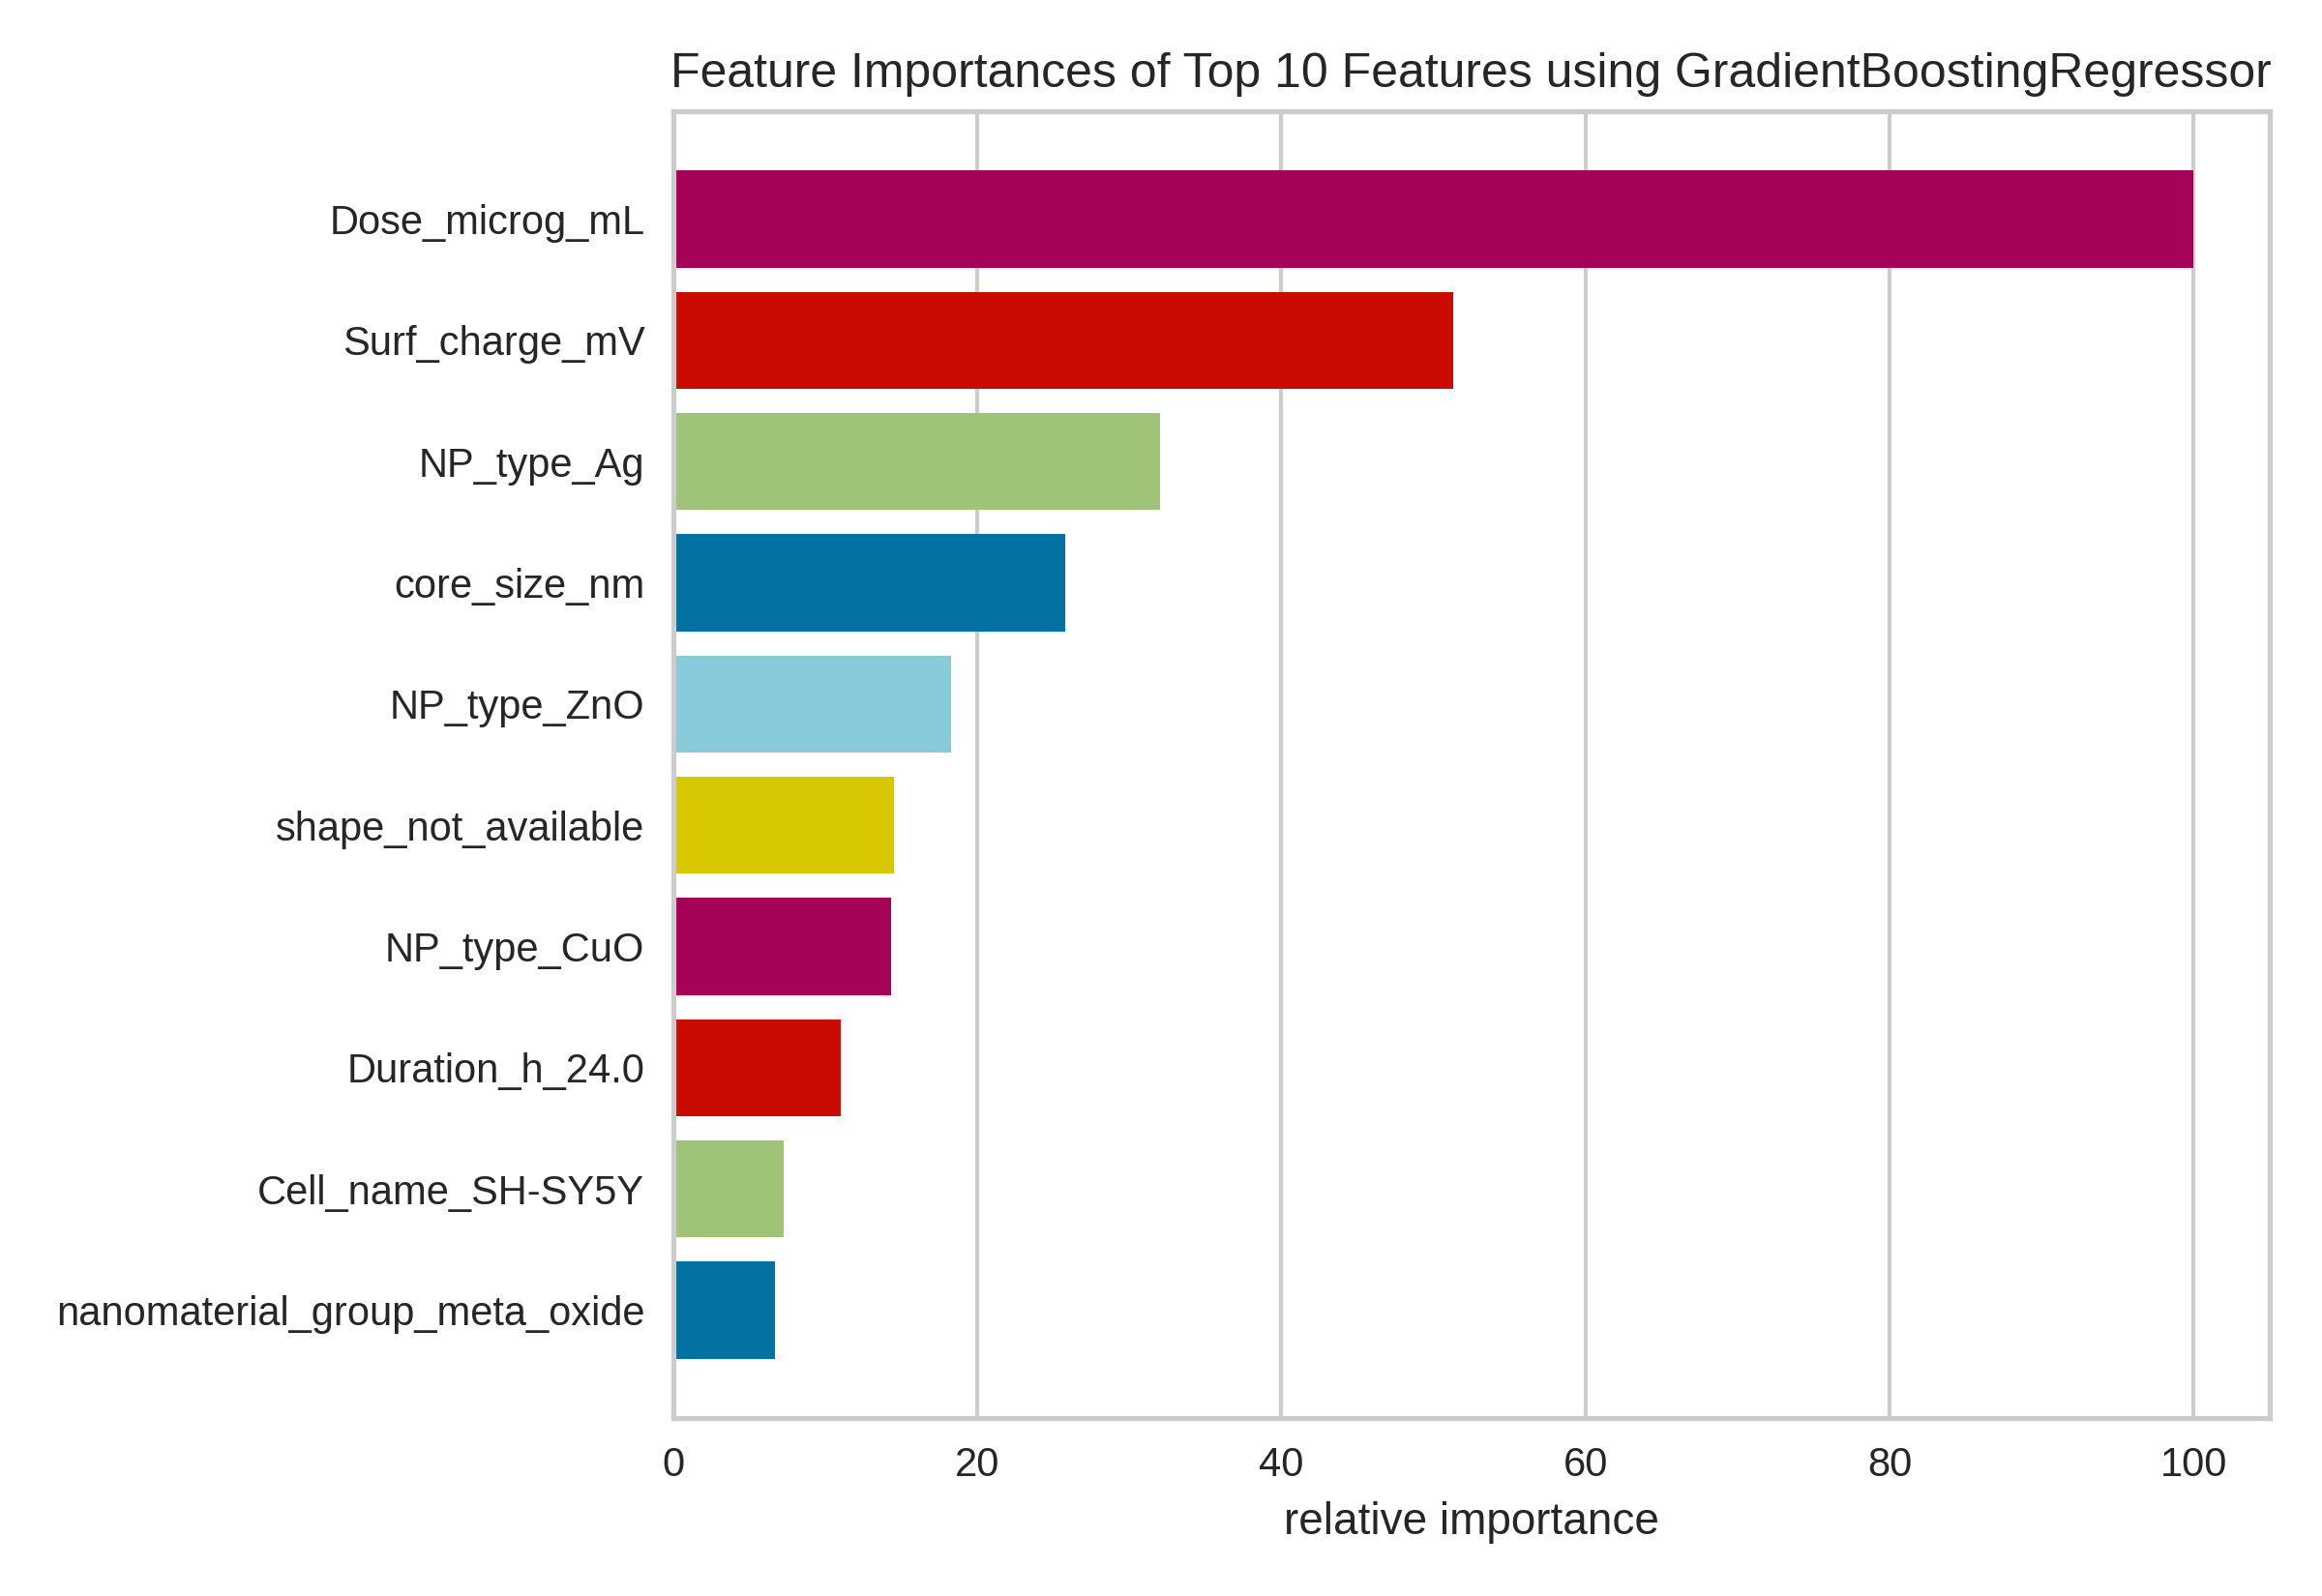 Feature Importances of Top 10 Features using GradientBoostingRegressor
Dose_microg_mL
Surf_charge_mV
NP_type_Ag
core_size_nm
NP_type_ZnO
shape_not_available
NP_type_CuO
Duration_h_24.0
Cell_name_SH-SY5Y
nanomaterial_group_meta_oxide
0 20 40 60 80 100
relative importance